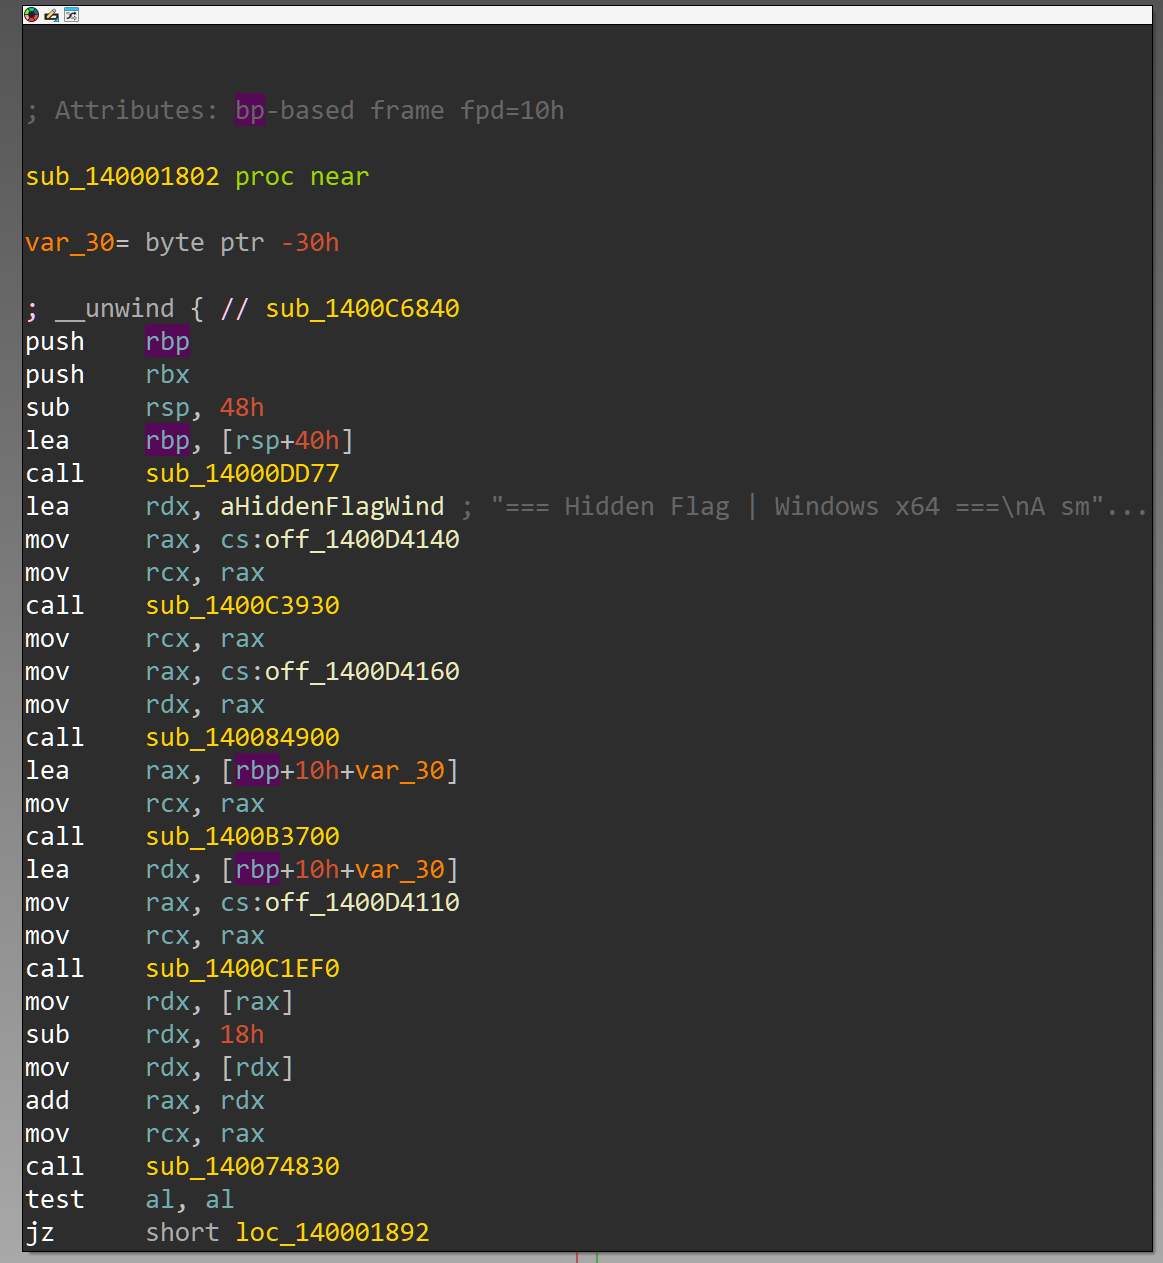 ; Attributes: bp-based frame fpd=10h
sub_140001802 proc near
var_30= byte ptr -30h
; __unwind { // sub_1400C6840
push    rbp
push    rbx
sub     rsp, 48h
lea     rbp, [rsp+40h]
call    sub_14000DD77
lea     rdx, aHiddenFlagWind ; "=== Hidden Flag | Windows x64 ===\nA sm"...
mov     rax, cs:off_1400D4140
mov     rcx, rax
call    sub_1400C3930
mov     rcx, rax
mov     rax, cs:off_1400D4160
mov     rdx, rax
call    sub_140084900
lea     rax, [rbp+10h+var_30]
mov     rcx, rax
call    sub_1400B3700
lea     rdx, [rbp+10h+var_30]
mov     rax, cs:off_1400D4110
mov     rcx, rax
call    sub_1400C1EF0
mov     rdx, [rax]
sub     rdx, 18h
mov     rdx, [rdx]
add     rax, rdx
mov     rcx, rax
call    sub_140074830
test    al, al
jz      short loc_140001892